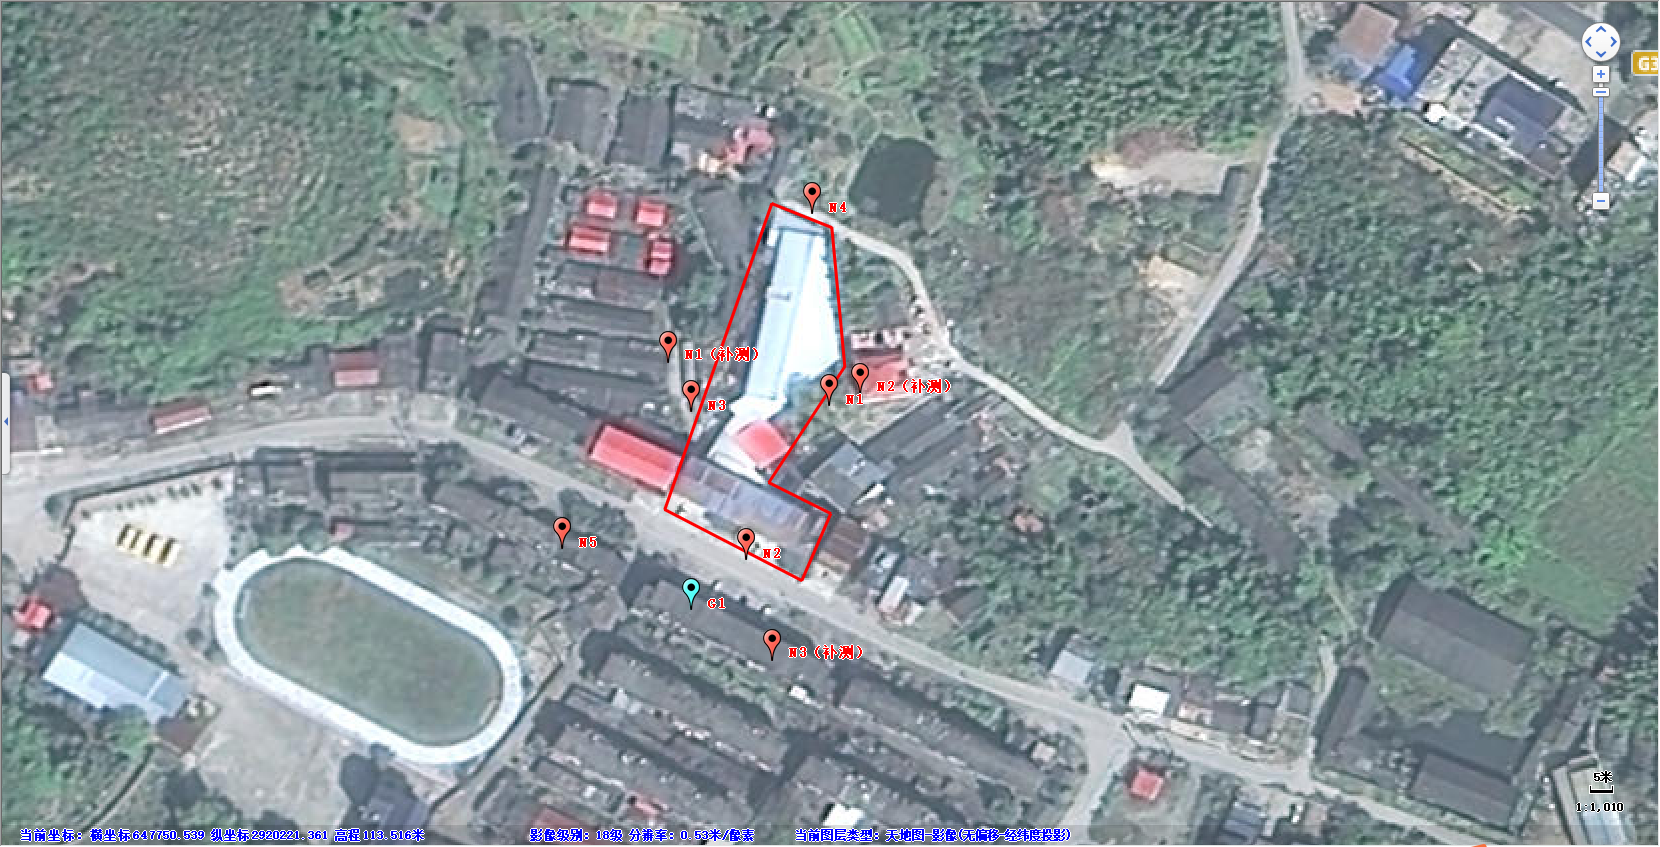 G3
N4
N1（补测）
N2（补测）
N1
N3
N5
N2
G1
N3（补测）
5米
1:1,010
当前坐标：横坐标647750.539 纵坐标2920221.361 高程113.516米
影像级别：18级 分辨率：0.53米/像素
当前图层类型：天地图-影像(无偏移-经纬度投影)